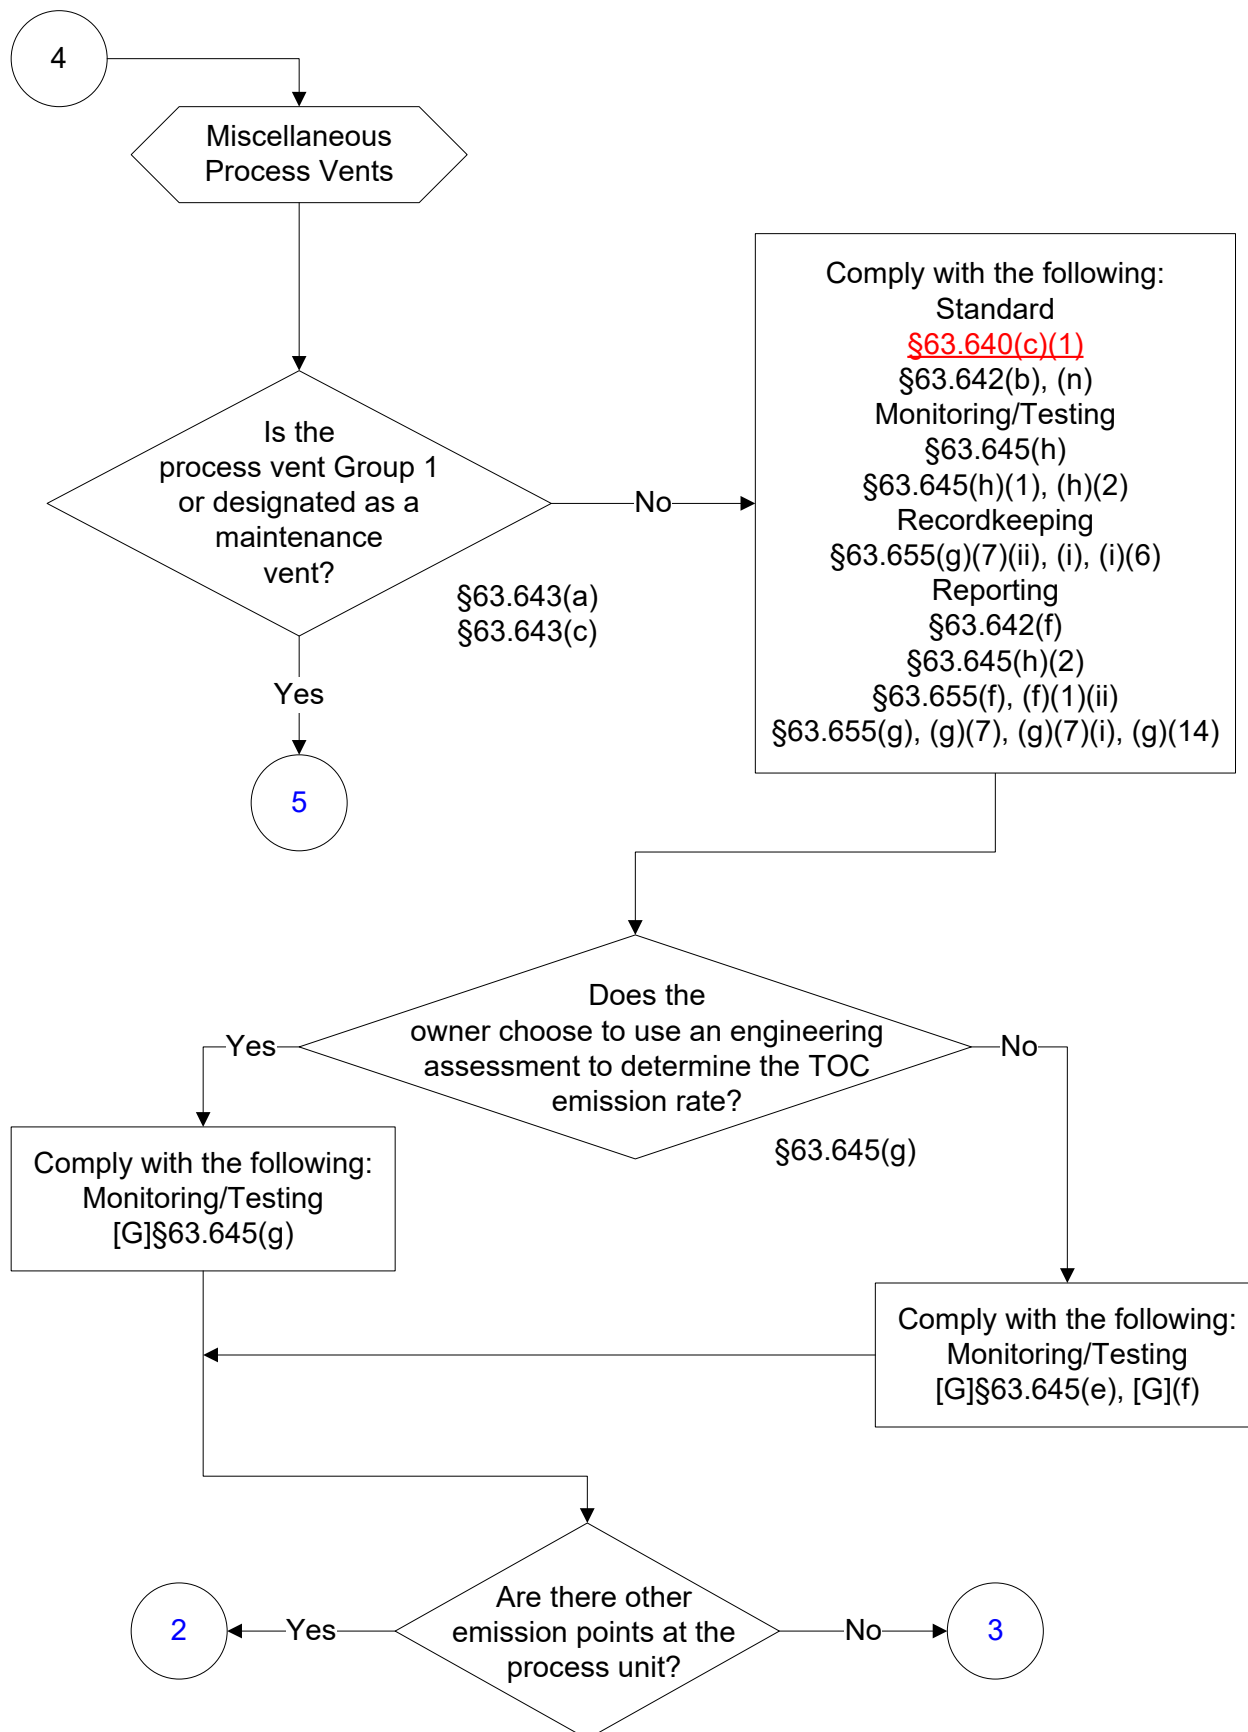 4
Miscellaneous
Process Vents
Is the
process vent Group 1
or designated as a
maintenance
vent?
No
§63.643(a)
§63.643(c)
Yes
5
Comply with the following:
Standard
§63.640(c)(1)
§63.642(b), (n)
Monitoring/Testing
§63.645(h)
§63.645(h)(1), (h)(2)
Recordkeeping
§63.655(g)(7)(ii), (i), (i)(6)
Reporting
§63.642(f)
§63.645(h)(2)
§63.655(f), (f)(1)(ii)
§63.655(g), (g)(7), (g)(7)(i), (g)(14)
Does the
owner choose to use an engineering
assessment to determine the TOC
emission rate?
Yes
No
§63.645(g)
Comply with the following:
Monitoring/Testing
[G]§63.645(g)
Comply with the following:
Monitoring/Testing
[G]§63.645(e), [G](f)
Are there other
emission points at the
process unit?
Yes
2
No
3